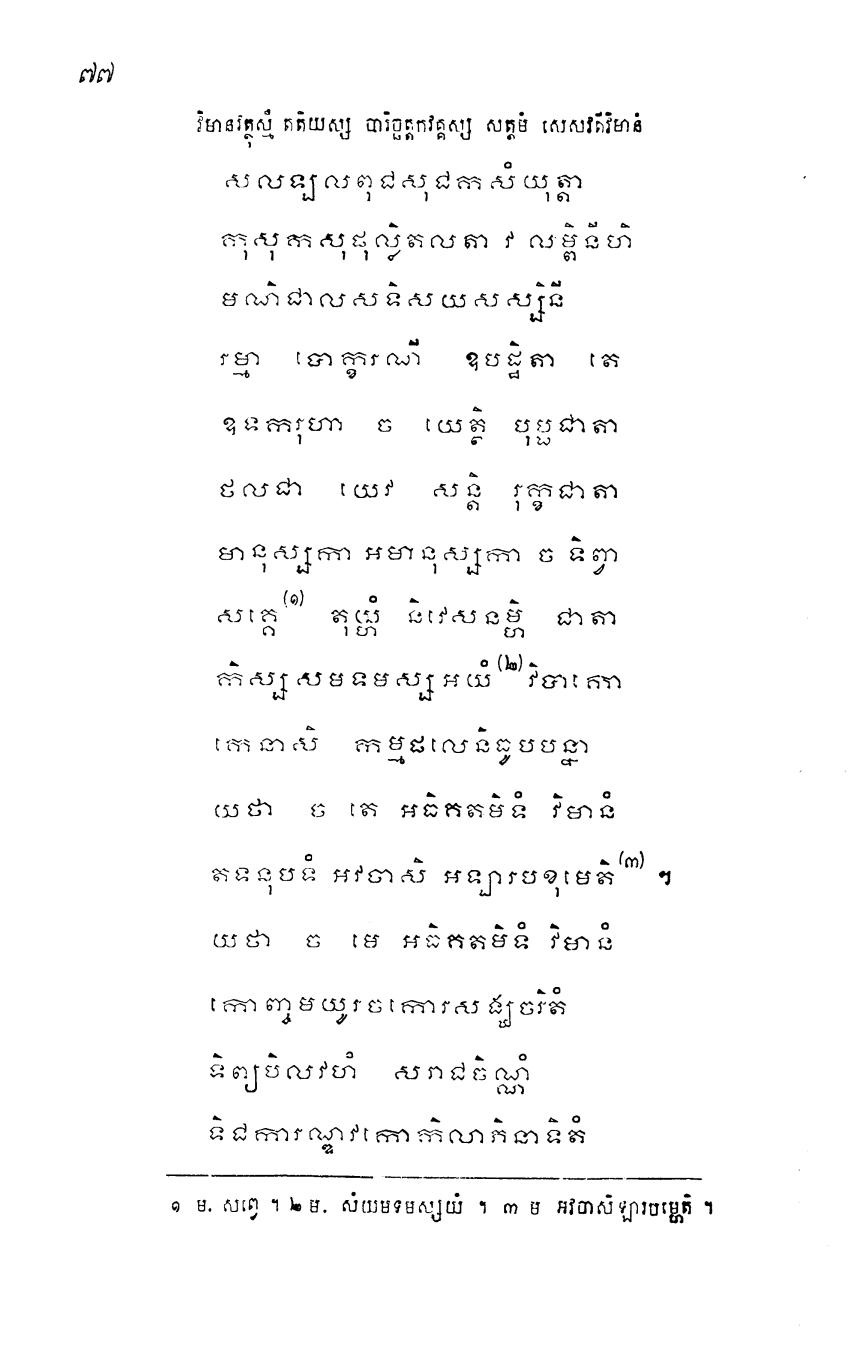 ៧៧
វិមានវត្ថុស្មឹ តតិយស្ស បារិច្ឆត្តកវគ្គស្ស សត្តមំ សេសវតីវិមានំ
សលឡលពុជសុជកសំយុត្តា
កុសុកសុផុល្លិតលតា វ លម្ពិនីហិ
មណិជាលសទិសយសស្សិនី
រម្មា បោក្ខរណី ឧបដ្ឋិតា តេ
ឧទករុហា ច យេត្ថិ បុប្ផជាតា
ថលជា យេវ សន្តិ រុក្ខជាតា
មានុស្សកា អមានុស្សកា ច ទិព្វា
សត្តេ(១) តុយ្ហំ និវេសនម្ហិ ជាតា
កិស្ស សមទមស្ស អយំ(២) វិបាកោ
កេនាសិ កម្មផលេនិធូបបន្នា
យថា ច តេ អធិគតមិទំ វិមានំ
តទនុបទំ អវចាសិ អឡារបខុមេតិ(៣) ។
យថា ច មេ អធិគតមិទំ វិមានំ
កោញ្ចមយូរចកោរសង្ឃចរិតំ
ទិព្យបិលវហំ សរាជចិណ្ណំ
ទិជការណ្ឌវកោកិលាភិនាទិតំ
១ ម. សព្វេ ។ ២ ម. សំយមទមស្សយំ ។ ៣ ម អវចាសិឡារបម្ហេតិ ។